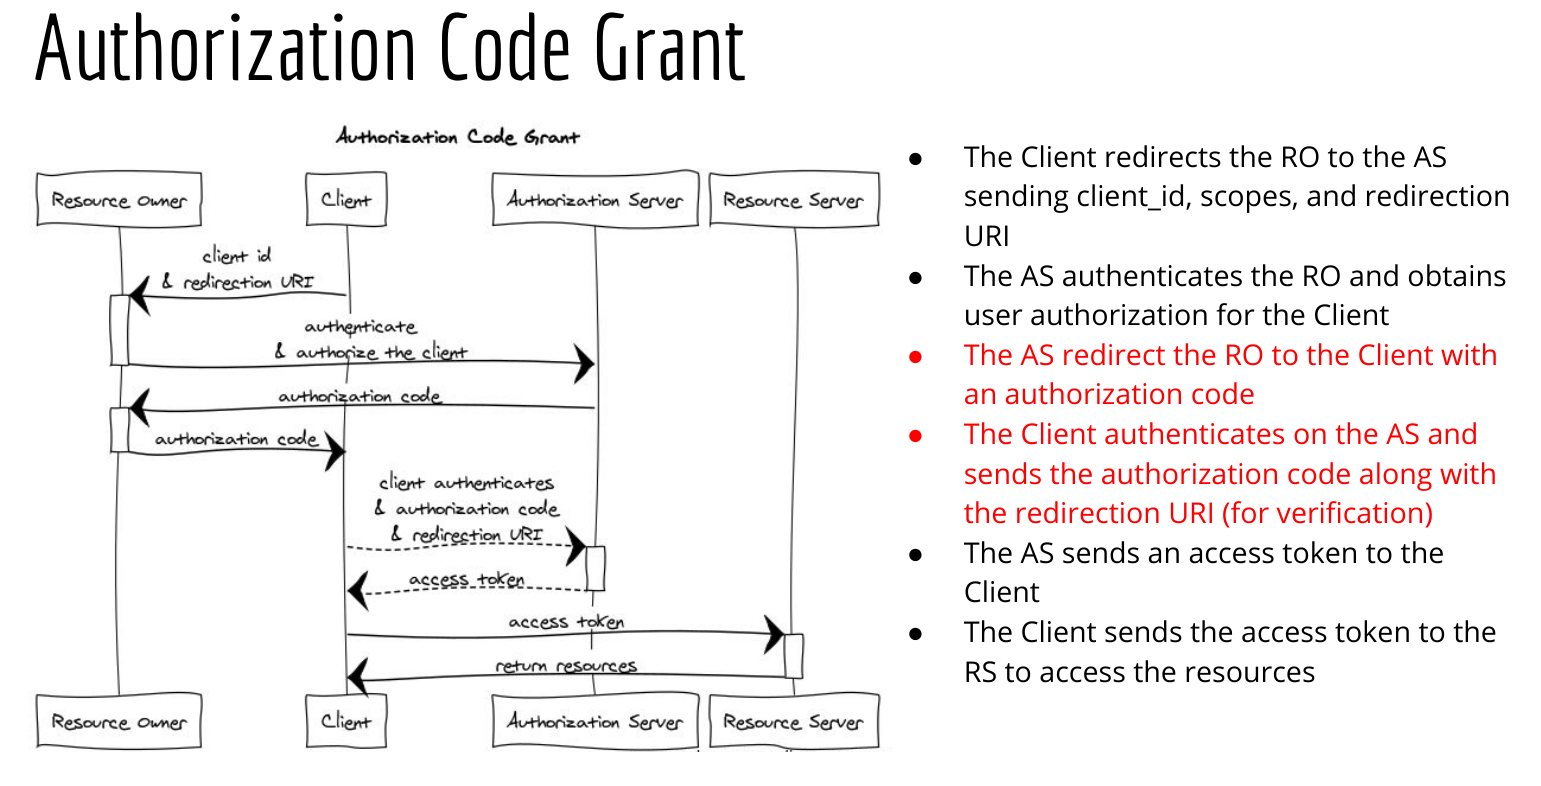 Authorization Code Grant
Authorization Code Grant
Resource Owner
Client
Authorization Server
Resource Server
client id
& redirection URI
authenticate
& authorize the client
authorization code
authorization code
client authenticates
& authorization code
& redirection URI
access token
access token
return resources
Resource Owner
Client
Authorization Server
Resource Server
● The Client redirects the RO to the AS
sending client_id, scopes, and redirection
URI
● The AS authenticates the RO and obtains
user authorization for the Client
● The AS redirect the RO to the Client with
an authorization code
● The Client authenticates on the AS and
sends the authorization code along with
the redirection URI (for verification)
● The AS sends an access token to the
Client
● The Client sends the access token to the
RS to access the resources